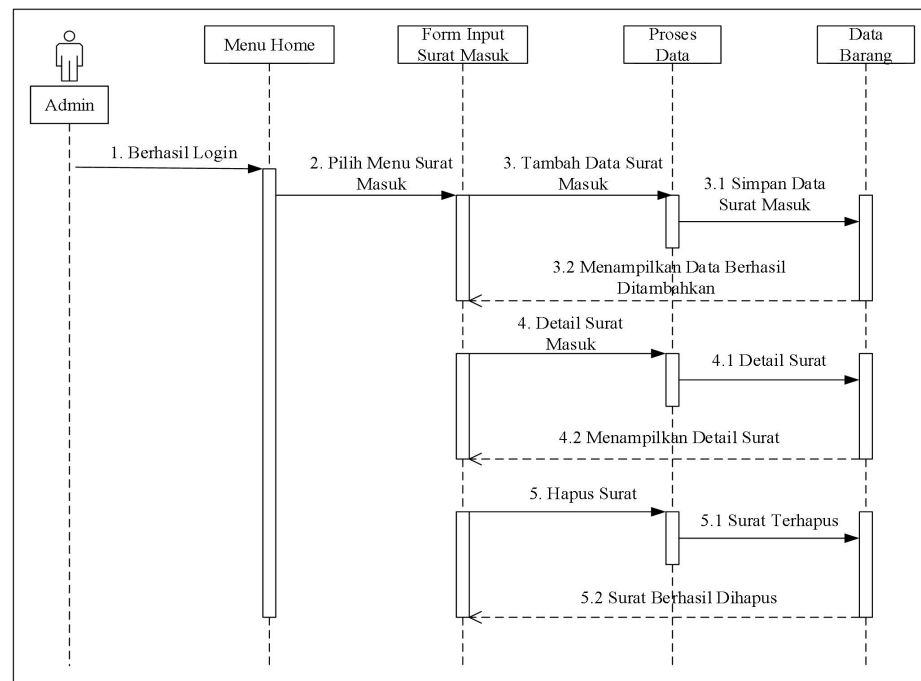 Admin
Menu Home
Form Input
Surat Masuk
Proses
Data
Data
Barang
1. Berhasil Login
2. Pilih Menu Surat
Masuk
3. Tambah Data Surat
Masuk
3.1 Simpan Data
Surat Masuk
3.2 Menampilkan Data Berhasil
Ditambahkan
4. Detail Surat
Masuk
4.1 Detail Surat
4.2 Menampilkan Detail Surat
5. Hapus Surat
5.1 Surat Terhapus
5.2 Surat Berhasil Dihapus